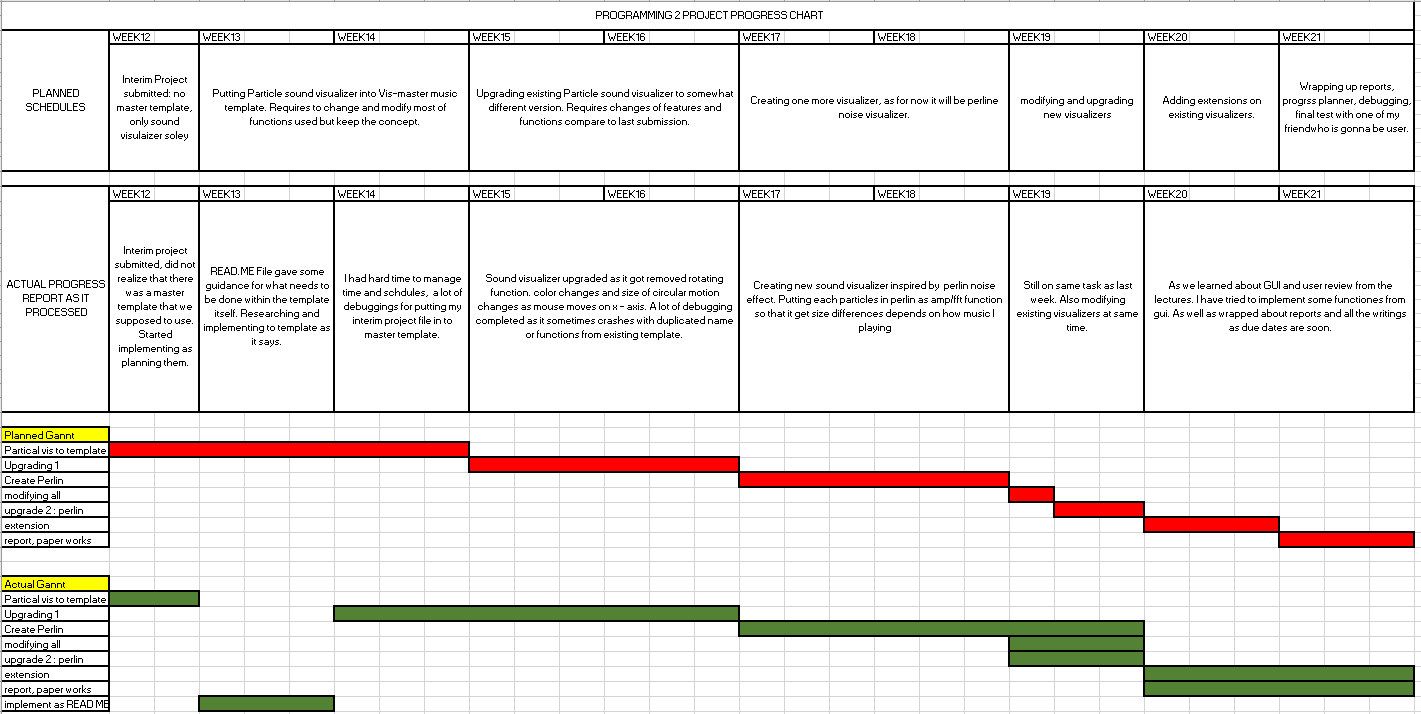 PROGRAMMING 2 PROJECT PROGRESS CHART
WEEK12
WEEK13
WEEK14
WEEK15
WEEK16
WEEK17
WEEK18
WEEK19
WEEK20
WEEK21
PLANNED
SCHEDULES
Interim Project
submitted: no
master template,
only sound
visulaizer soley
Putting Particle sound visualizer into Vis-master music
template. Requires to change and modify most of
functions used but keep the concept.
Upgrading existing Particle sound visualizer to somewhat
different version. Requires changes of features and
functions compare to last submission.
Creating one more visualizer, as for now it will be perline
noise visualizer.
modifying and upgrading
new visualizers
Adding extensions on
existing visualizers.
Wrapping up reports,
progrss planner, debugging,
final test with one of my
friendwho is gonna be user.
WEEK12
WEEK13
WEEK14
WEEK15
WEEK16
WEEK17
WEEK18
WEEK19
WEEK20
WEEK21
ACTUAL PROGRESS
REPORT AS IT
PROCESSED
Interim project
submitted, did not
realize that there
was a master
template that we
supposed to use.
Started
implementing as
planning them.
READ.ME File gave some
guidance for what needs to
be done within the template
itself. Researching and
implementing to template as
it says.
I had hard time to manage
time and schdules, a lot of
debuggings for putting my
interim project file in to
master template.
Sound visualizer upgraded as it got removed rotating
function. color changes and size of circular motion
changes as mouse moves on x - axis. A lot of debugging
completed as it sometimes crashes with duplicated name
or functions from existing template.
Creating new sound visualizer inspired by perlin noise
effect. Putting each particles in perlin as amp/fft function
so that it get size differences depends on how music I
playing
Still on same task as last
week. Also modifying
existing visualizers at same
time.
As we learned about GUI and user review from the
lectures. I have tried to implement some functiones from
gui. As well as wrapped about reports and all the writings
as due dates are soon.
Planned Gannt
Partical vis to template
Upgrading 1
Create Perlin
modifying all
upgrade 2 : perlin
extension
report, paper works
Actual Gannt
Partical vis to template
Upgrading 1
Create Perlin
modifying all
upgrade 2 : perlin
extension
report, paper works
implement as READ ME